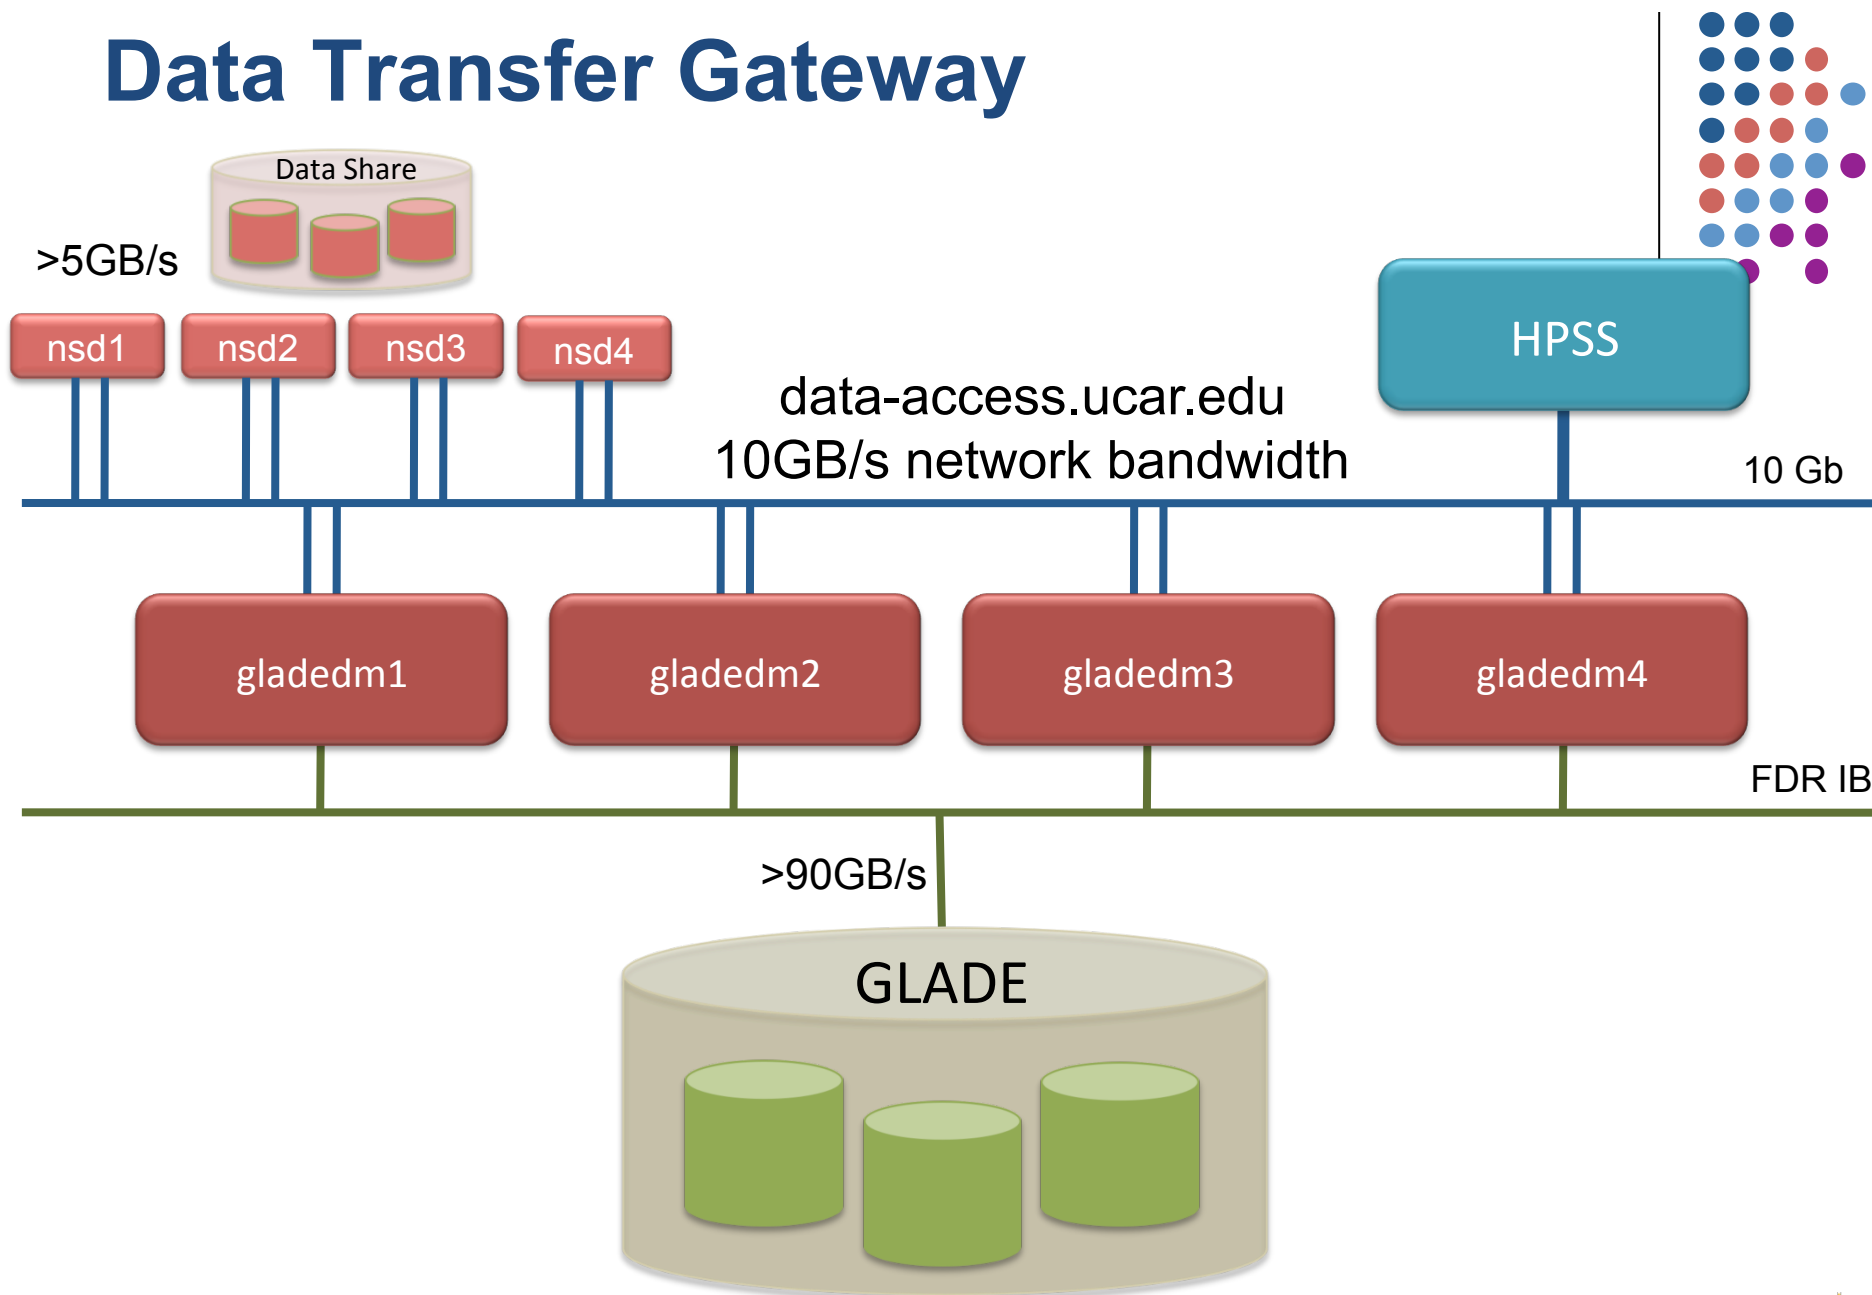 Data Transfer Gateway
Data Share
>5GB/s
nsd1
nsd2
nsd3
nsd4
HPSS
data-access.ucar.edu
10GB/s network bandwidth
10 Gb
gladedm1
gladedm2
gladedm3
gladedm4
FDR IB
>90GB/s
GLADE